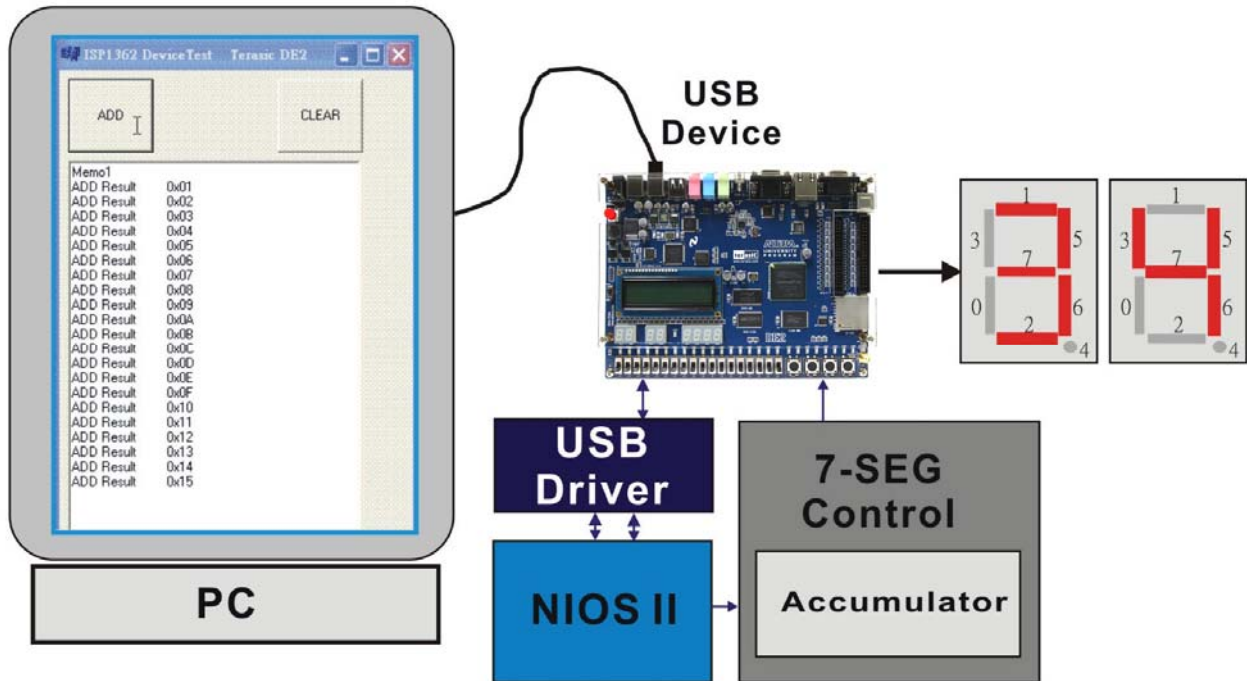 ISP1362 DeviceTest Terasic DE2
ADD
CLEAR
Memo1
ADD Result 0x01
ADD Result 0x02
ADD Result 0x03
ADD Result 0x04
ADD Result 0x05
ADD Result 0x06
ADD Result 0x07
ADD Result 0x08
ADD Result 0x09
ADD Result 0x0A
ADD Result 0x0B
ADD Result 0x0C
ADD Result 0x0D
ADD Result 0x0E
ADD Result 0x0F
ADD Result 0x10
ADD Result 0x11
ADD Result 0x12
ADD Result 0x13
ADD Result 0x14
ADD Result 0x15
PC
USB
Device
ALTERA
UNIVERSITY
PROGRAM
terasic
DE2
1
3
5
7
0
6
2
4
1
3
5
7
0
6
2
4
USB
Driver
NIOS II
7-SEG
Control
Accumulator